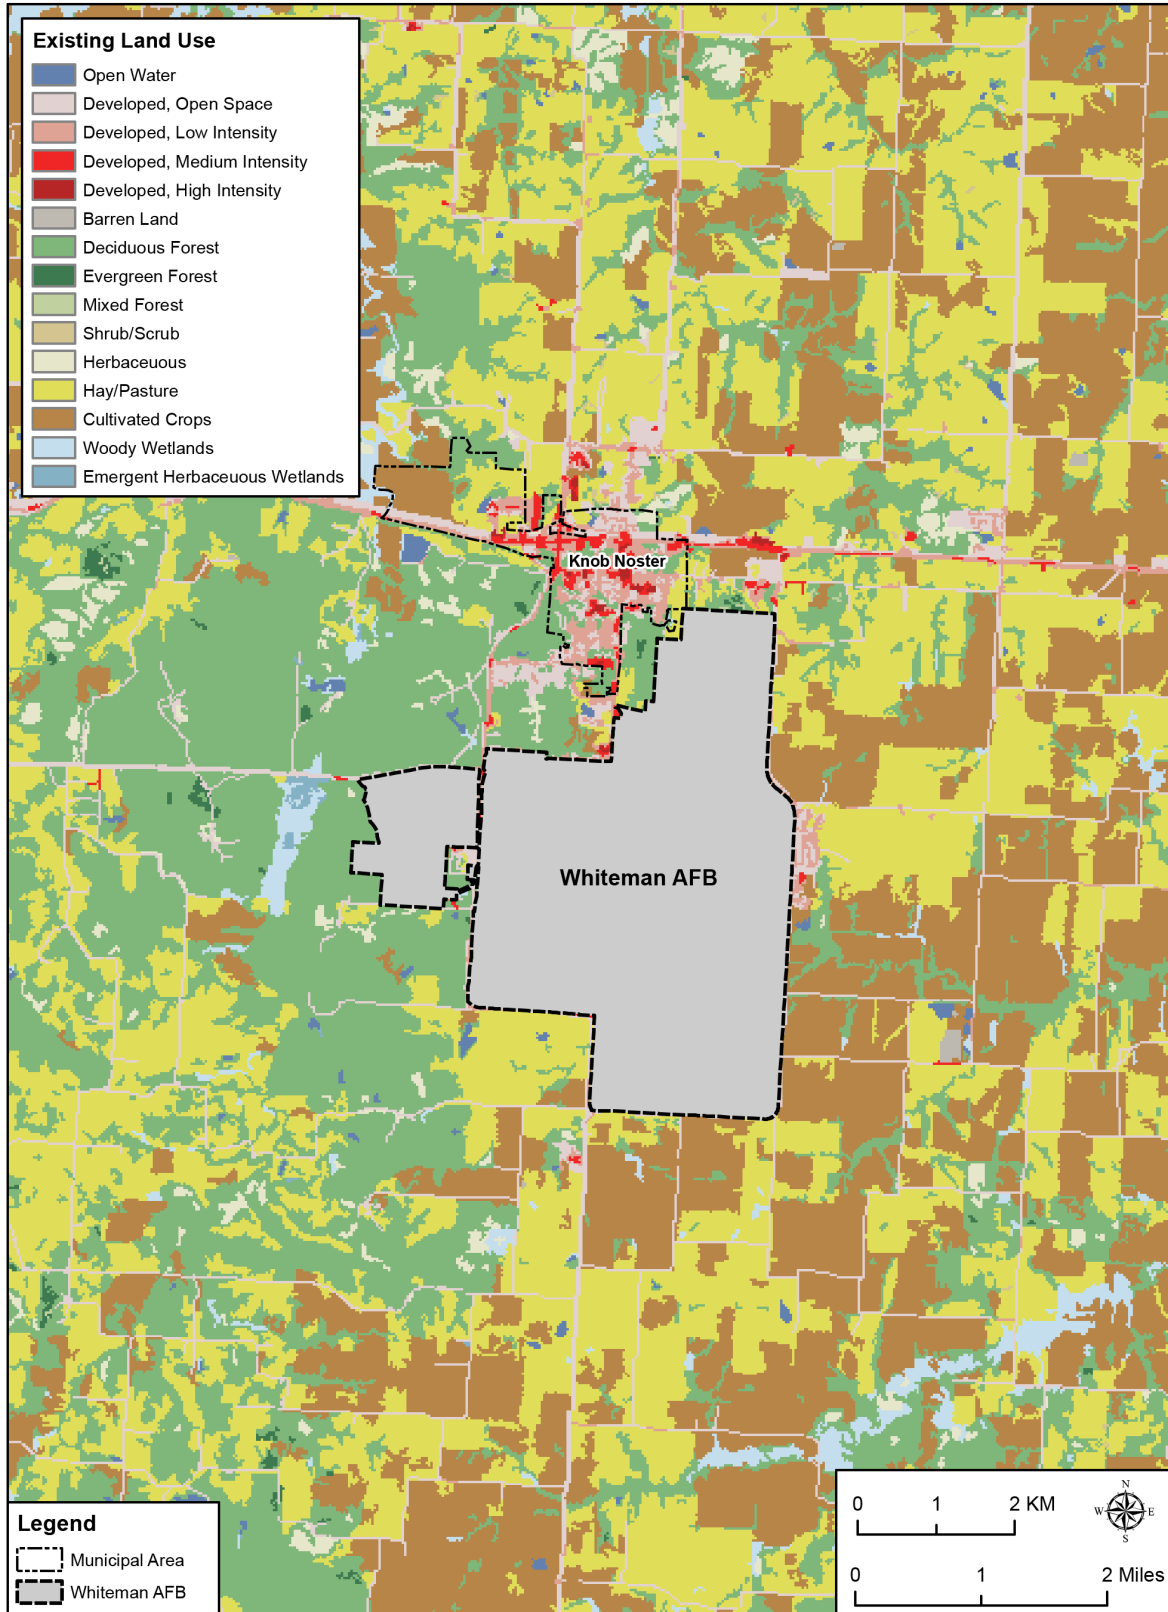 Existing Land Use
Open Water
Developed, Open Space
Developed, Low Intensity
Developed, Medium Intensity
Developed, High Intensity
Barren Land
Deciduous Forest
Evergreen Forest
Mixed Forest
Shrub/Scrub
Herbaceuous
Hay/Pasture
Cultivated Crops
Woody Wetlands
Emergent Herbaceuous Wetlands
Knob Noster
Whiteman AFB
Legend
Municipal Area
Whiteman AFB
0 1 2 KM
N
W E
S
0 1 2 Miles